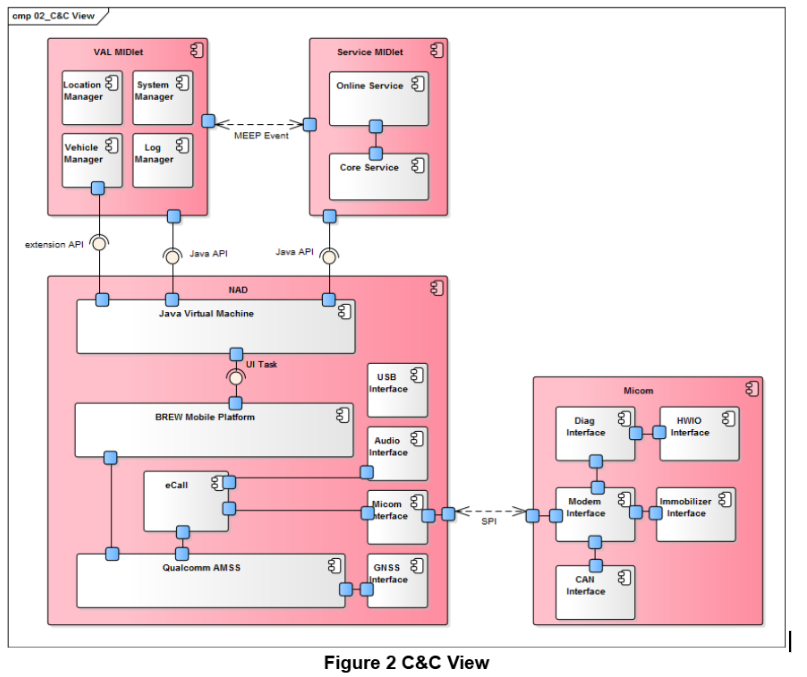 cmp 02_C&C View
VAL MIDlet
Location
Manager
System
Manager
Vehicle
Manager
Log
Manager
MEEP Event
Service MIDlet
Online Service
Core Service
extension API
Java API
Java API
NAD
Java Virtual Machine
UI Task
BREW Mobile Platform
USB
Interface
Audio
Interface
eCall
Micom
Interface
Qualcomm AMSS
GNSS
Interface
SPI
Micom
Diag
Interface
HWIO
Interface
Modem
Interface
Immobilizer
Interface
CAN
Interface
Figure 2 C&C View